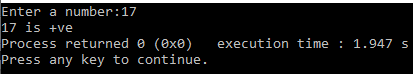 Enter a number:17
17 is +ve
Process returned 0 (0x0)   execution time : 1.947 s
Press any key to continue.